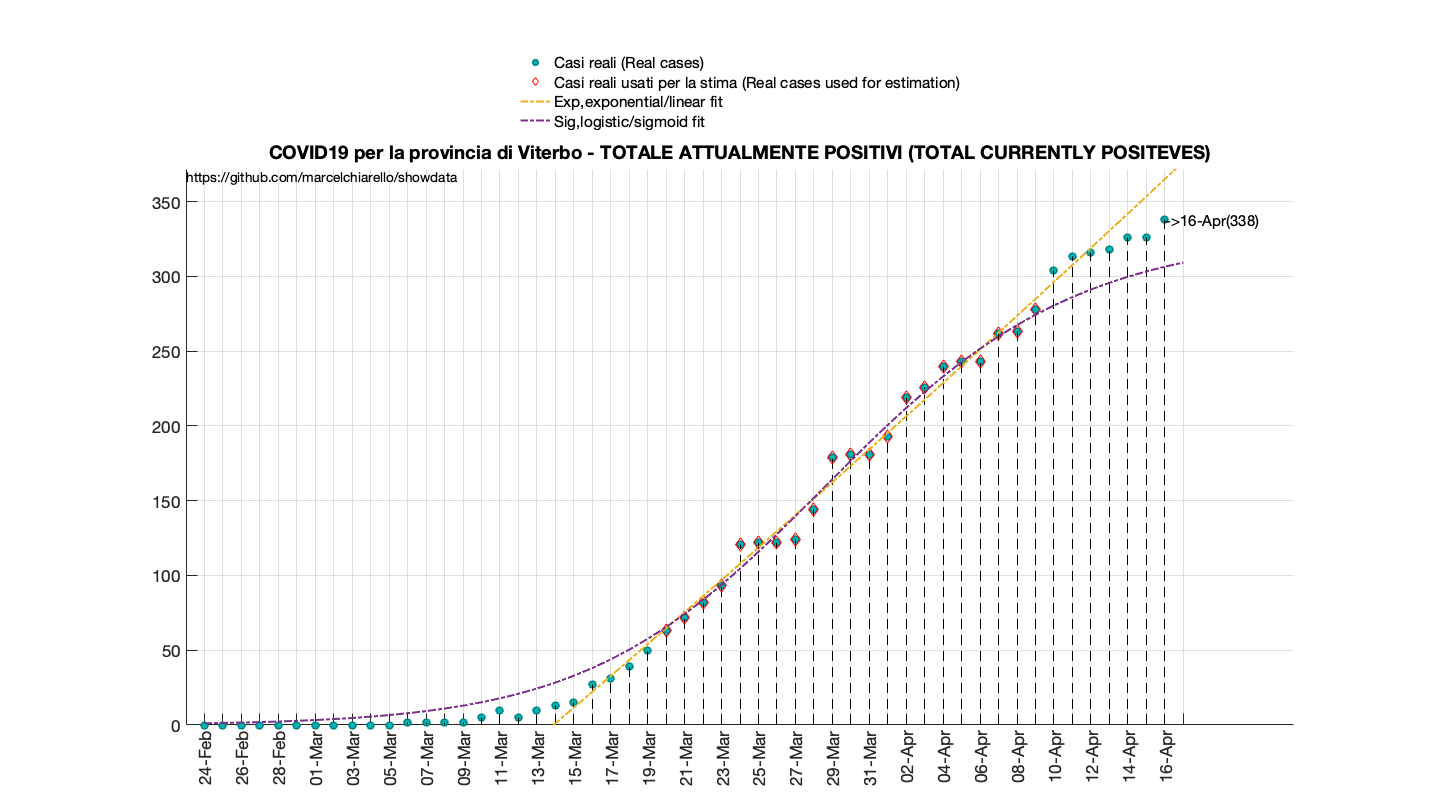 Casi reali (Real cases)
Casi reali usati per la stima (Real cases used for estimation)
Exp,exponential/linear fit
Sig,logistic/sigmoid fit
COVID19 per la provincia di Viterbo - TOTALE ATTUALMENTE POSITIVI (TOTAL CURRENTLY POSITEVES)
https://github.com/marcelchiarello/showdata
350
->16-Apr(338)
300
250
200
150
100
50
0
24-Feb
26-Feb
28-Feb
01-Mar
03-Mar
05-Mar
07-Mar
09-Mar
11-Mar
13-Mar
15-Mar
17-Mar
19-Mar
21-Mar
23-Mar
25-Mar
27-Mar
29-Mar
31-Mar
02-Apr
04-Apr
06-Apr
08-Apr
10-Apr
12-Apr
14-Apr
16-Apr